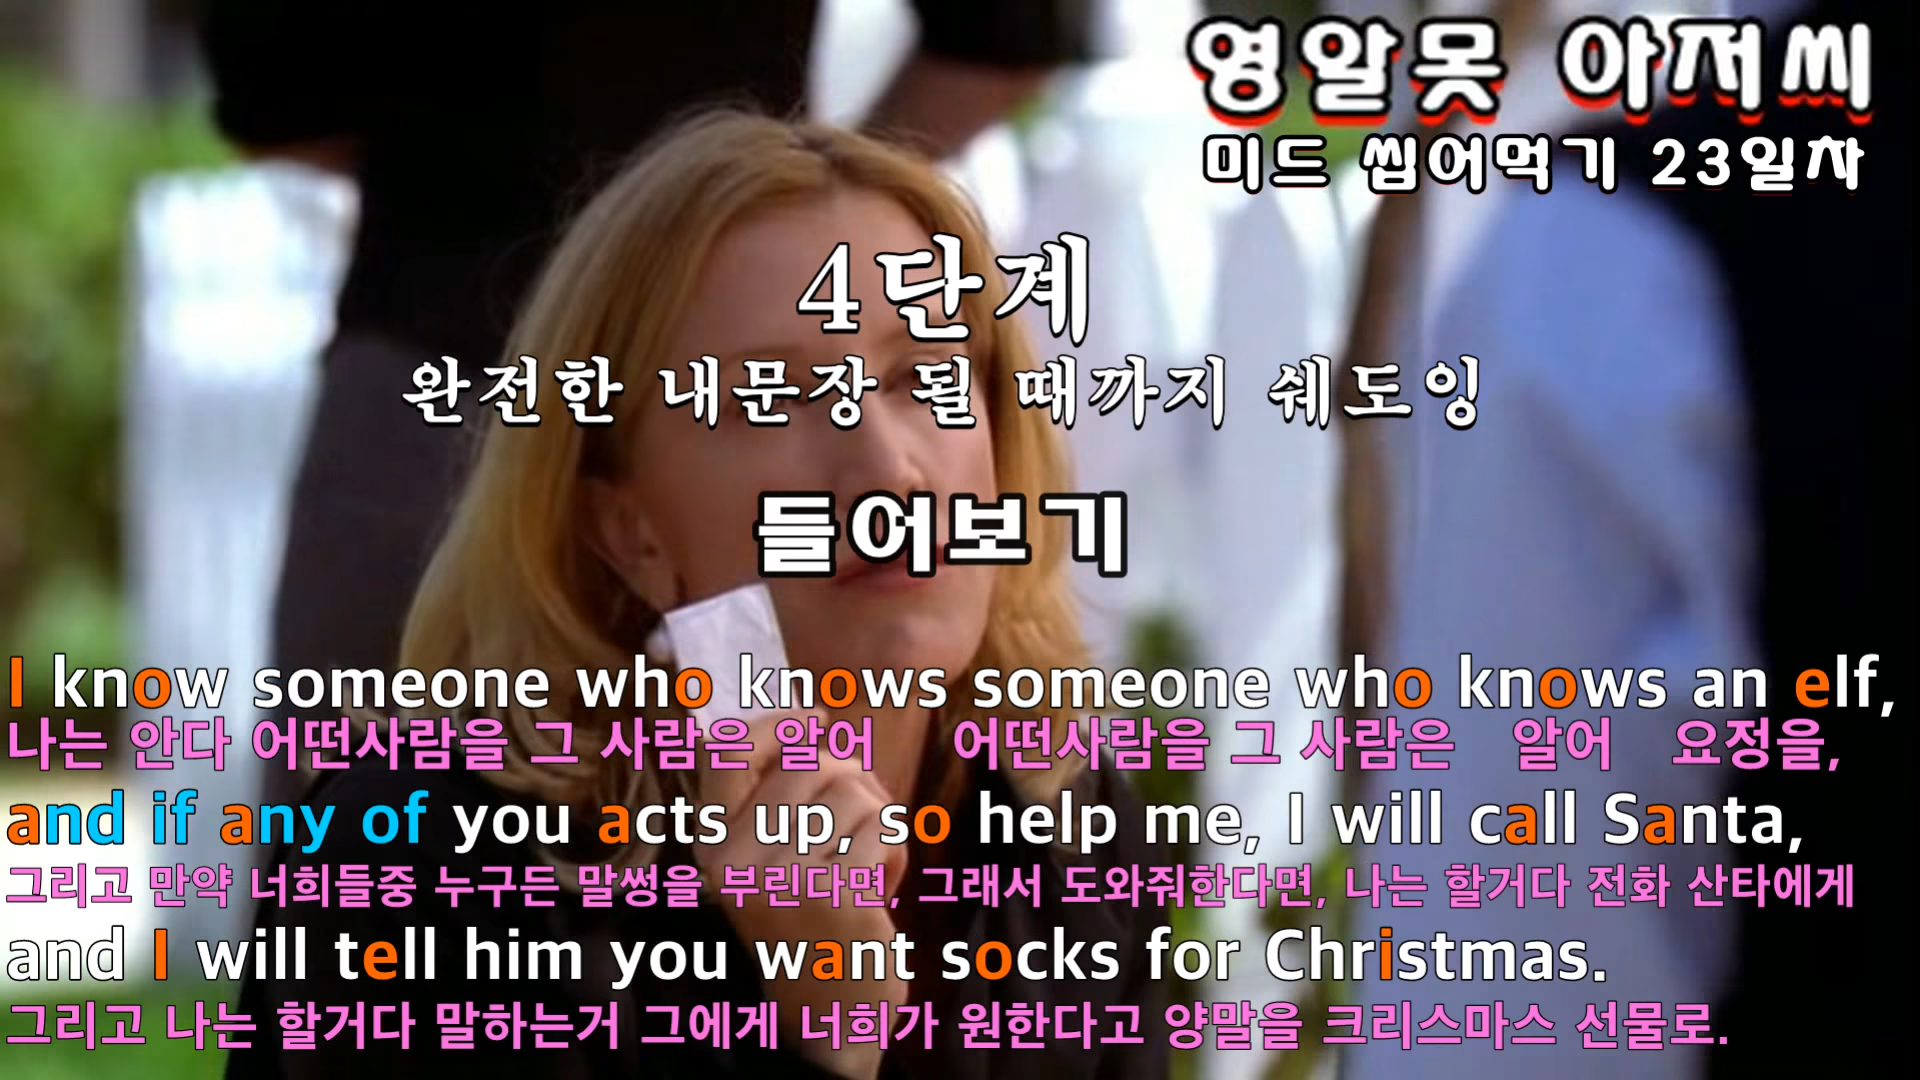 영알못 아저씨
미드 씹어먹기 23일차
4단계
완전한 내문장 될 때까지 쉐도잉
들어보기
I know someone who knows someone who knows an elf,
나는 안다 어떤사람을 그 사람은 알어 어떤사람을 그 사람은 알어 요정을,
and if any of you acts up, so help me, I will call Santa,
그리고 만약 너희들중 누구든 말썽을 부린다면, 그래서 도와줘한다면, 나는 할거다 전화 산타에게
and I will tell him you want socks for Christmas.
그리고 나는 할거다 말하는거 그에게 너희가 원한다고 양말을 크리스마스 선물로.